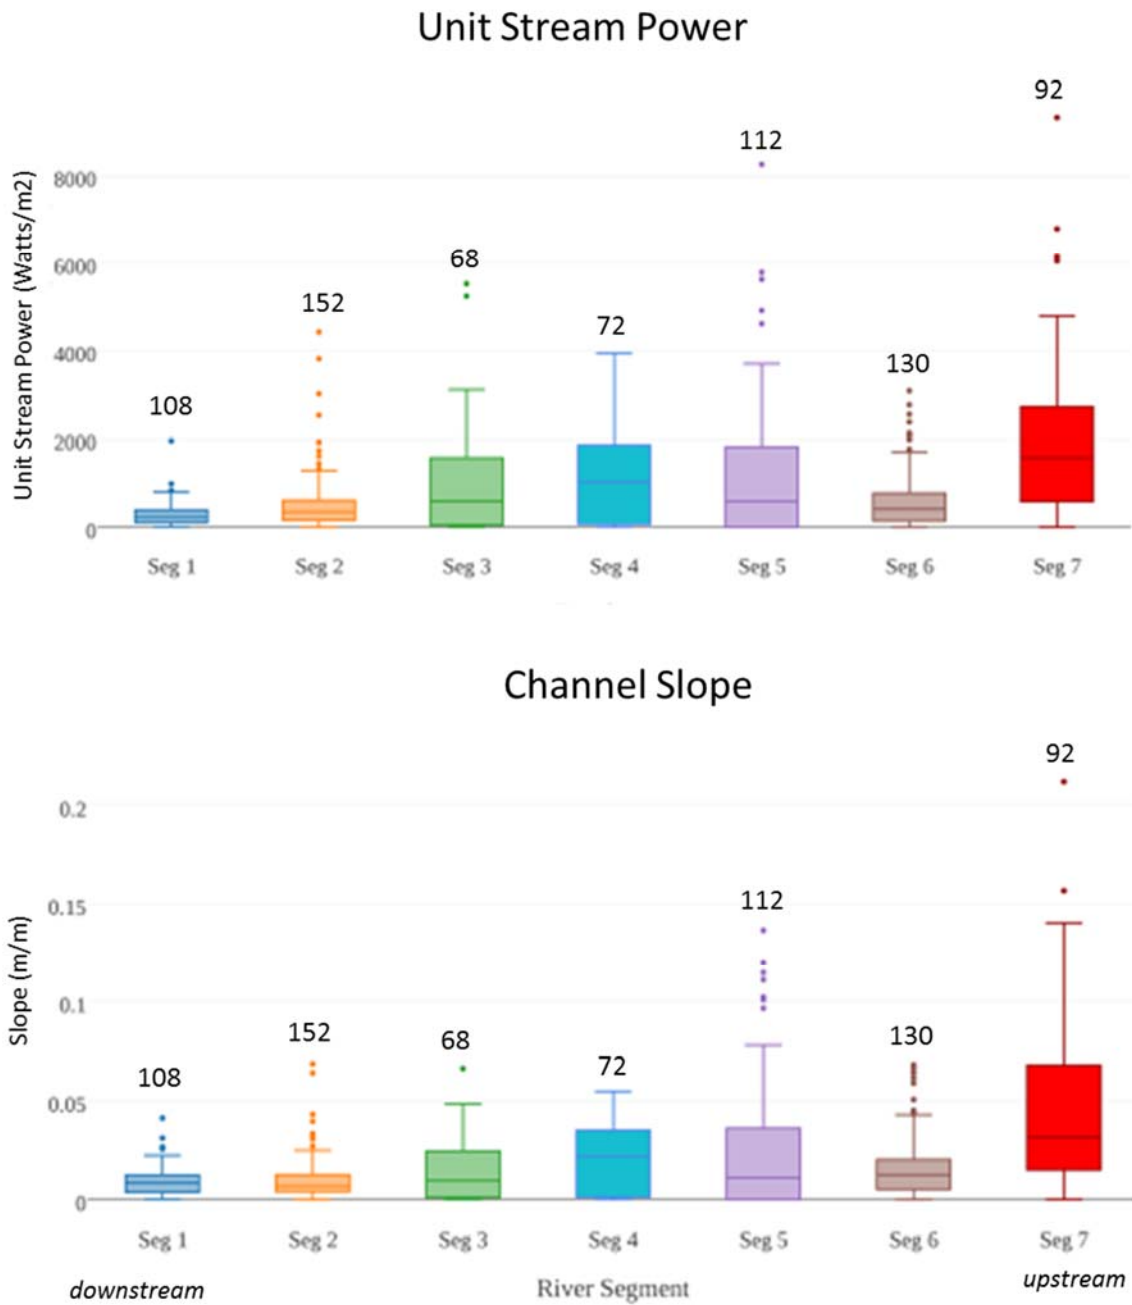 Unit Stream Power
92
112
8000
68
6000
152
72
4000
130
108
2000
0
Unit Stream Power (Watts/m2)
Seg 1 Seg 2 Seg 3 Seg 4 Seg 5 Seg 6 Seg 7
Channel Slope
92
0.2
112
0.15
152 68 130
0.1
108 72
0.05
0
Slope (m/m)
Seg 1 Seg 2 Seg 3 Seg 4 Seg 5 Seg 6 Seg 7
downstream River Segment upstream